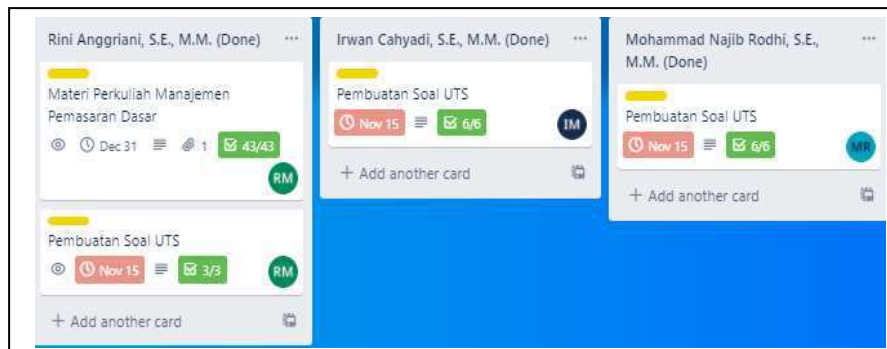 Rini Anggriani, S.E., M.M. (Done)
Materi Perkuliah Manajemen
Pemasaran Dasar
Dec 31 1 43/43
RM
Pembuatan Soal UTS
Nov 15 3/3 RM
+ Add another card
Irwan Cahyadi, S.E., M.M. (Done)
Pembuatan Soal UTS
Nov 15 6/6 IM
+ Add another card
Mohammad Najib Rodhi, S.E.,
M.M. (Done)
Pembuatan Soal UTS
Nov 15 6/6 MR
+ Add another card